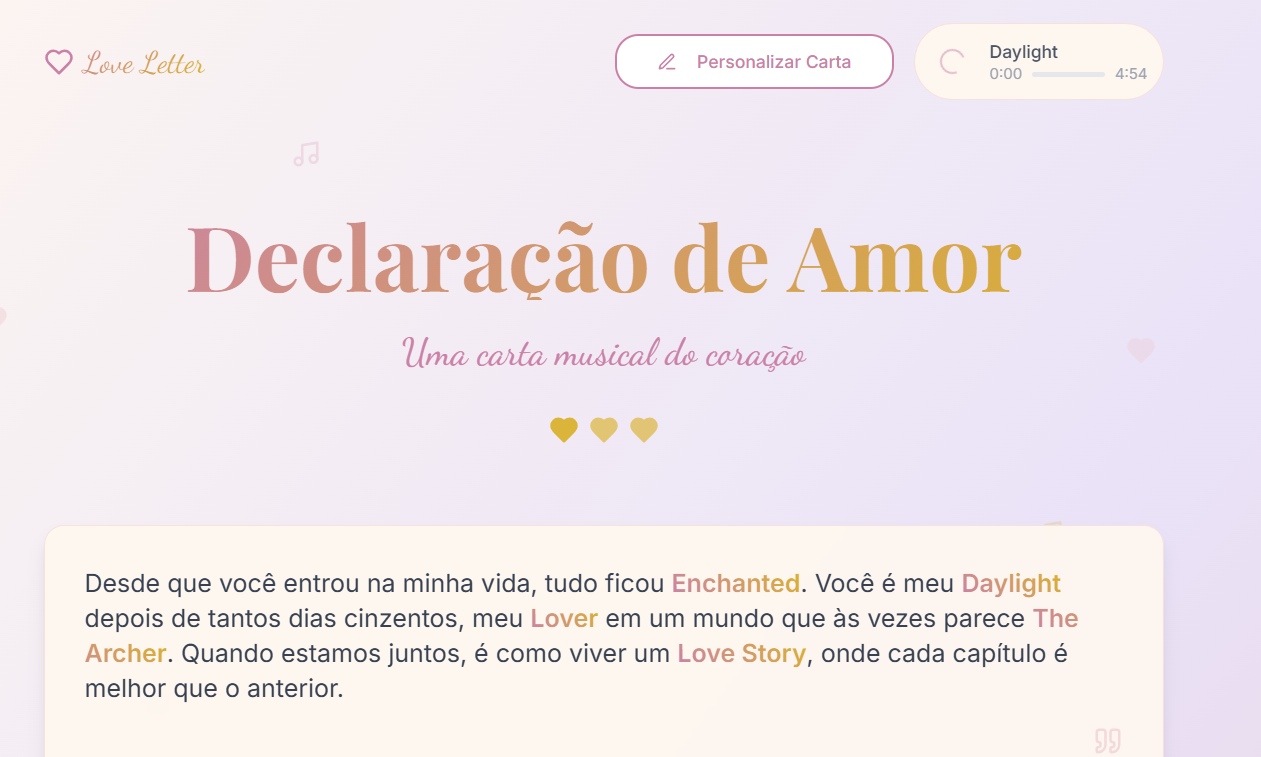 Love Letter
Personalizar Carta
Daylight
0:00 4:54
Declaração de Amor
Uma carta musical do coração
Desde que você entrou na minha vida, tudo ficou Enchanted. Você é meu Daylight
depois de tantos dias cinzentos, meu Lover em um mundo que às vezes parece The
Archer. Quando estamos juntos, é como viver um Love Story, onde cada capítulo é
melhor que o anterior.